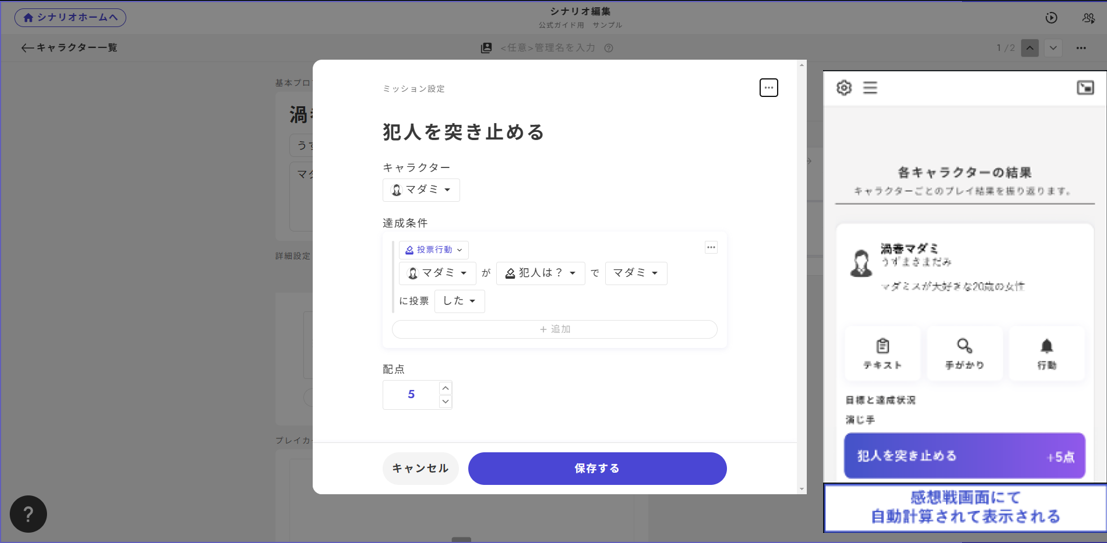 シナリオホームへ
シナリオ編集
公式ガイド用 サンプル
キャラクター一覧
<任意>管理名を入力
1 /2
基本プロ
渦
うす
マダ
詳細設定
プレイカ
ミッション設定
犯人を突き止める
キャラクター
マダミ
達成条件
投票行動
マダミ が 犯人は？ で マダミ
に投票 した
+ 追加
配点
5
キャンセル 保存する
各キャラクターの結果
キャラクターごとのプレイ結果を振り返ります。
渦巻マダミ
うずまきまだみ
マダミスが大好きな20歳の女性
テキスト 手がかり 行動
目標と達成状況
演じ手
犯人を突き止める +5点
感想戦画面にて
自動計算されて表示される
?